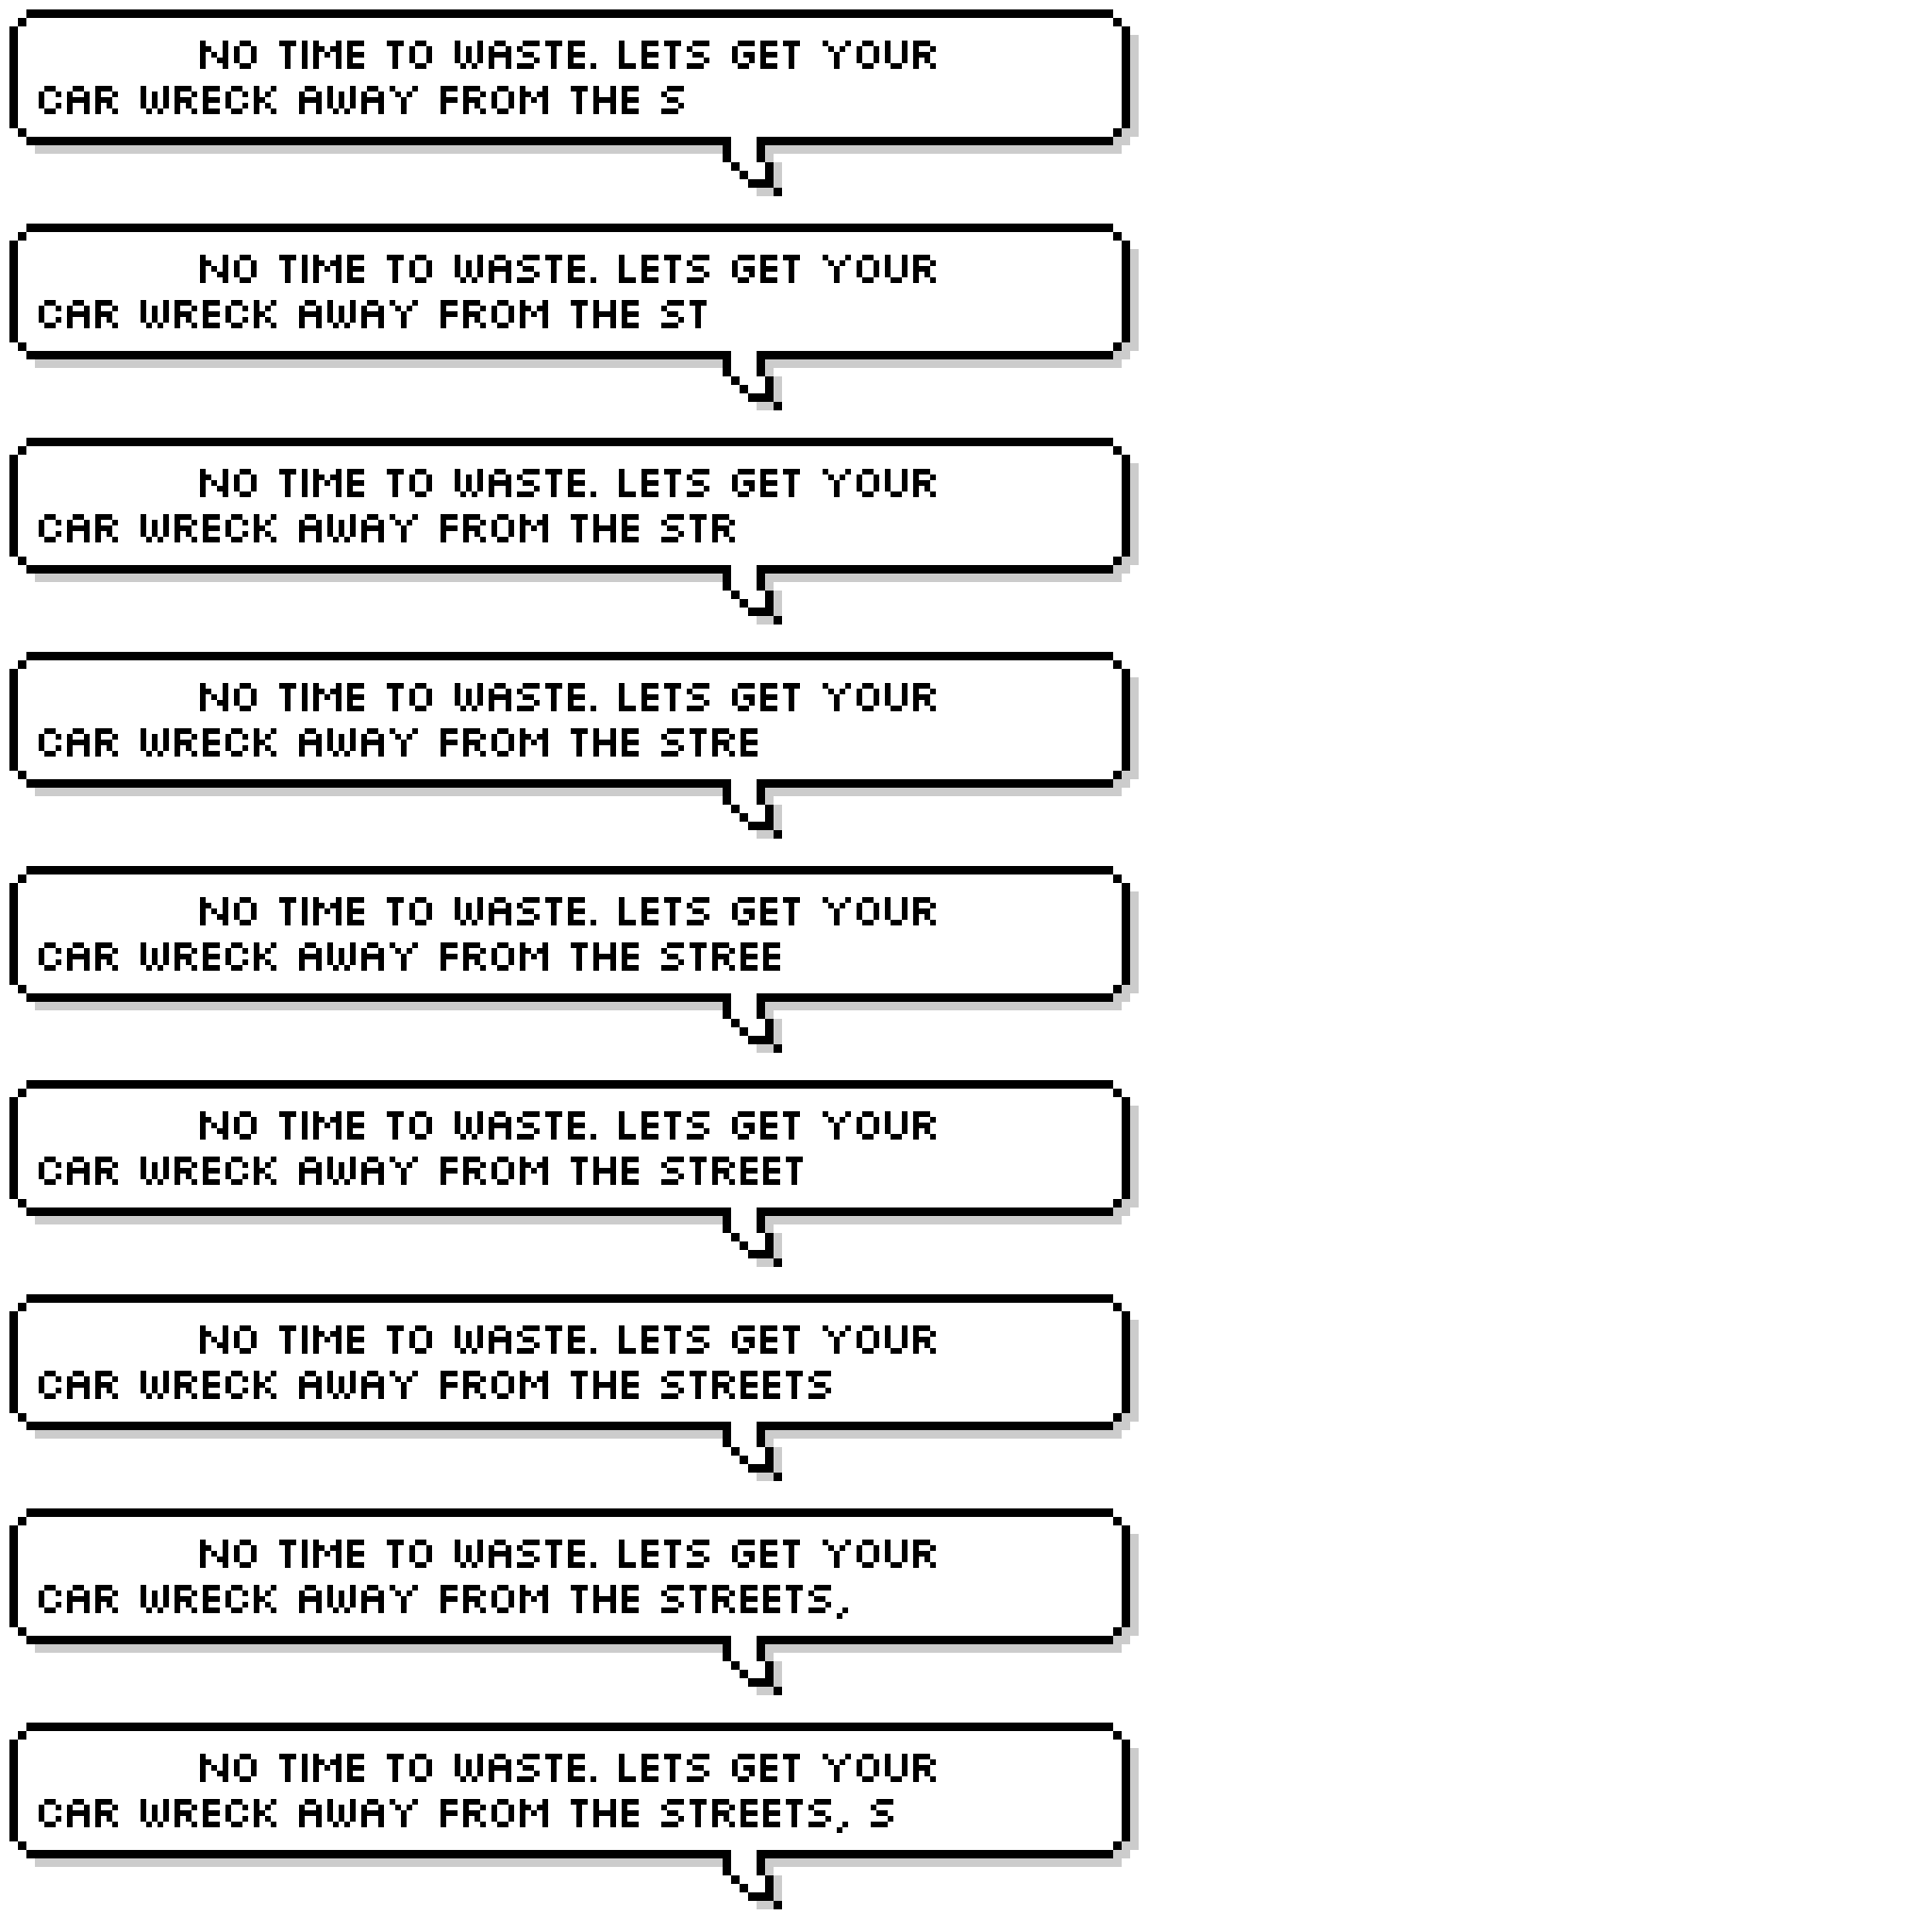 NO TIME TO WASTE. LETS GET YOUR
CAR WRECK AWAY FROM THE S
NO TIME TO WASTE. LETS GET YOUR
CAR WRECK AWAY FROM THE ST
NO TIME TO WASTE. LETS GET YOUR
CAR WRECK AWAY FROM THE STR
NO TIME TO WASTE. LETS GET YOUR
CAR WRECK AWAY FROM THE STRE
NO TIME TO WASTE. LETS GET YOUR
CAR WRECK AWAY FROM THE STREE
NO TIME TO WASTE. LETS GET YOUR
CAR WRECK AWAY FROM THE STREET
NO TIME TO WASTE. LETS GET YOUR
CAR WRECK AWAY FROM THE STREETS
NO TIME TO WASTE. LETS GET YOUR
CAR WRECK AWAY FROM THE STREETS,
NO TIME TO WASTE. LETS GET YOUR
CAR WRECK AWAY FROM THE STREETS, S